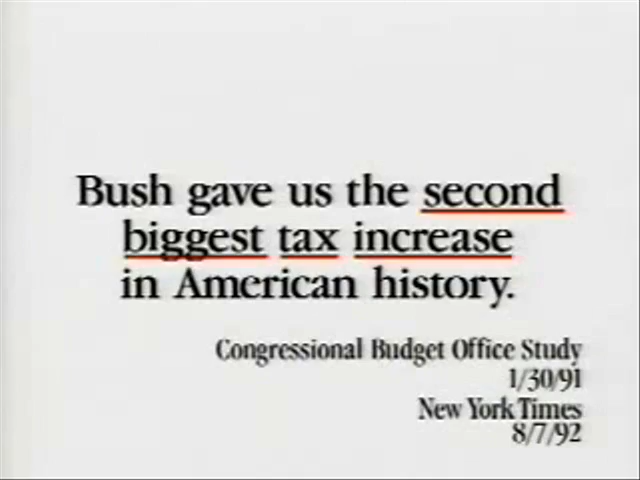 Bush gave us the second
biggest tax increase
in American history.
Congressional Budget Office Study
1/30/91
New York Times
8/7/92